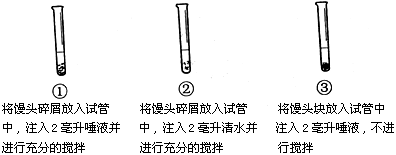 ① ② ③
将馒头碎屑放入试管 将馒头碎屑放入试管 将馒头块放入试管中
中，注入2毫升唾液并 中，注入2毫升清水并 注入2毫升唾液，不进
进行充分的搅拌 进行充分的搅拌 行搅拌